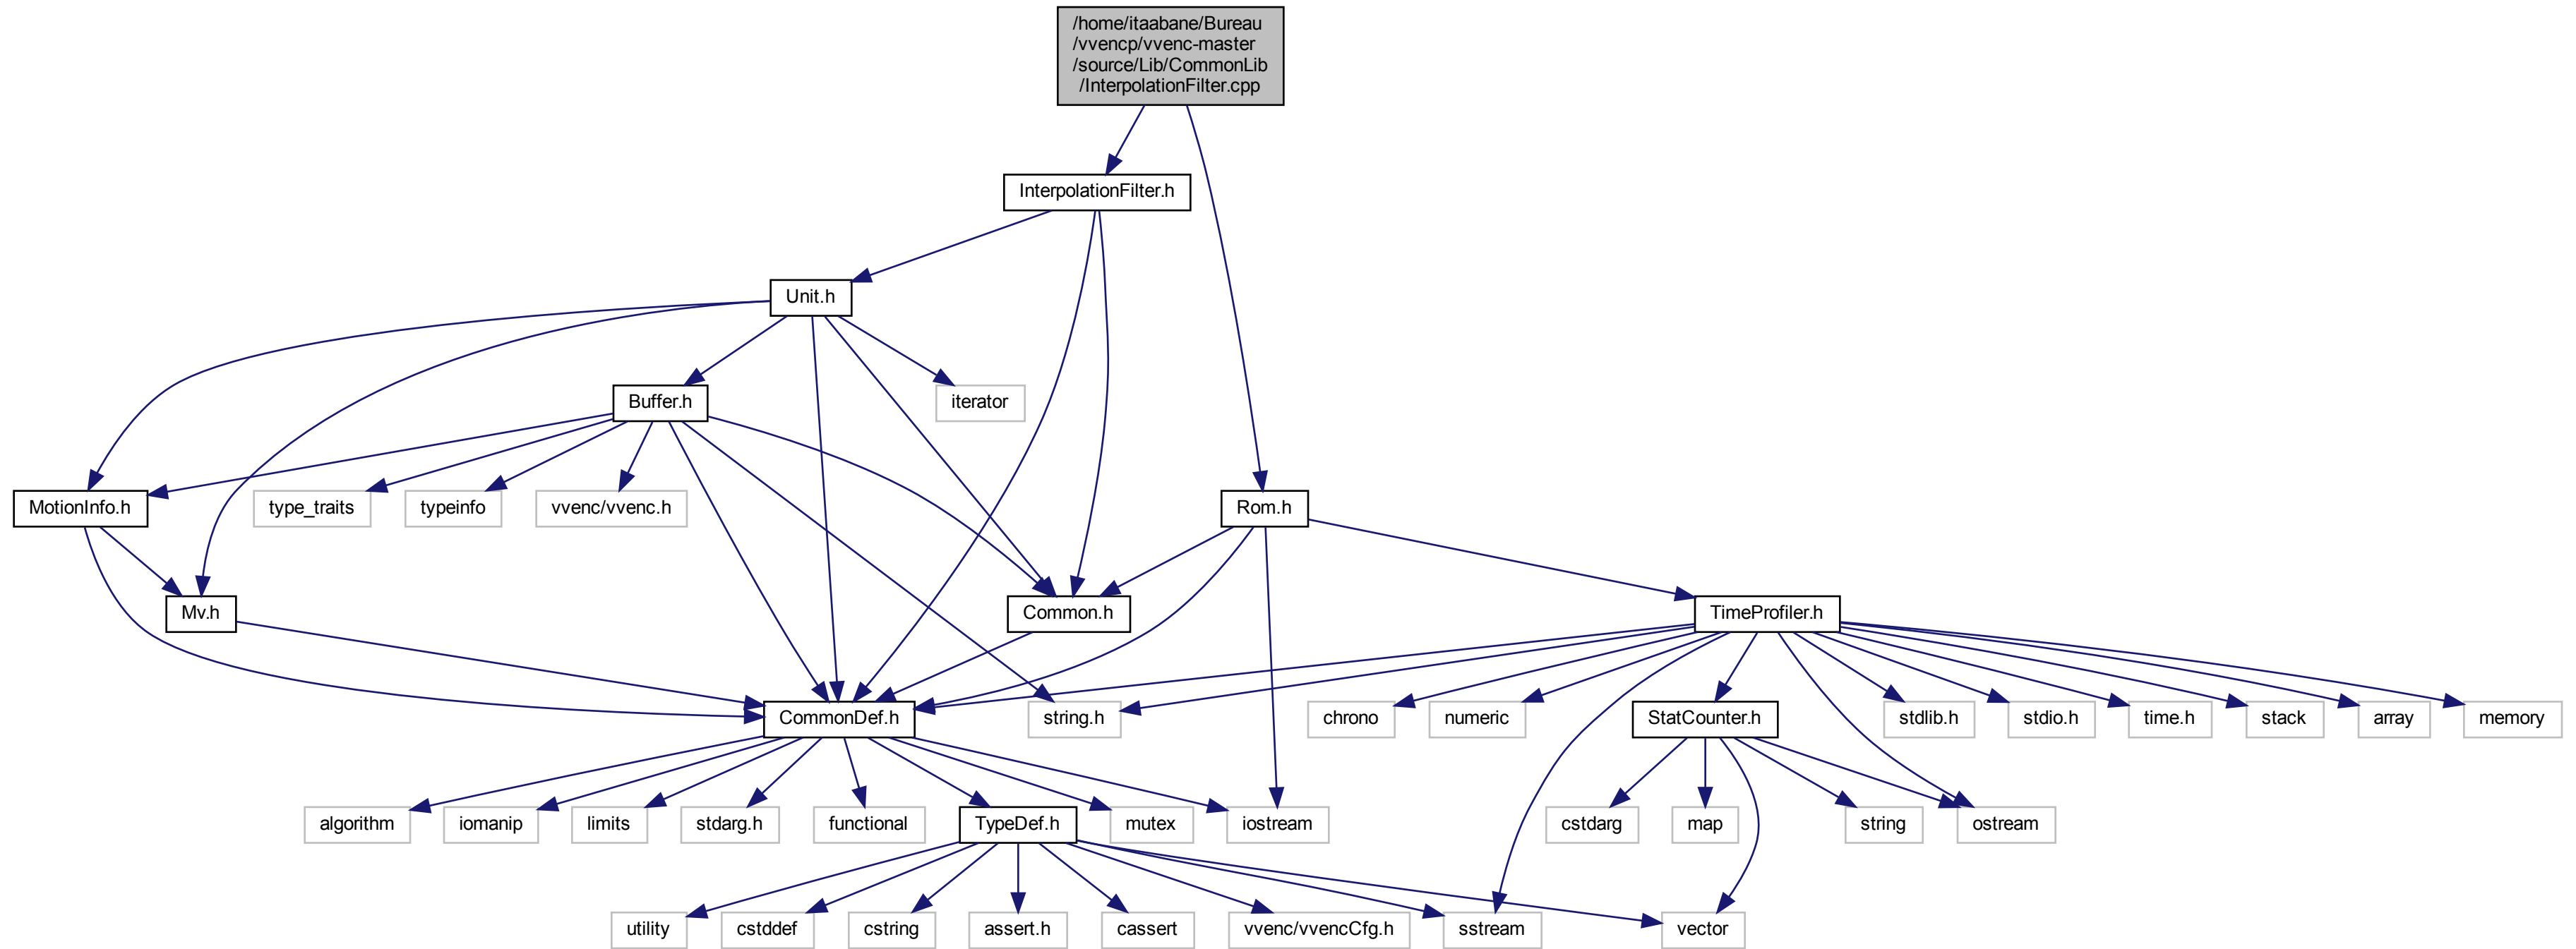 /home/itaabane/Bureau
/vvencp/vvenc-master
/source/Lib/CommonLib
/InterpolationFilter.cpp
InterpolationFilter.h
Unit.h
Buffer.h
iterator
MotionInfo.h
type_traits
typeinfo
vvenc/vvenc.h
Rom.h
Mv.h
Common.h
TimeProfiler.h
CommonDef.h
string.h
chrono
numeric
StatCounter.h
stdlib.h
stdio.h
time.h
stack
array
memory
algorithm
iomanip
limits
stdarg.h
functional
TypeDef.h
mutex
iostream
cstdarg
map
string
ostream
utility
cstddef
cstring
assert.h
cassert
vvenc/vvencCfg.h
sstream
vector